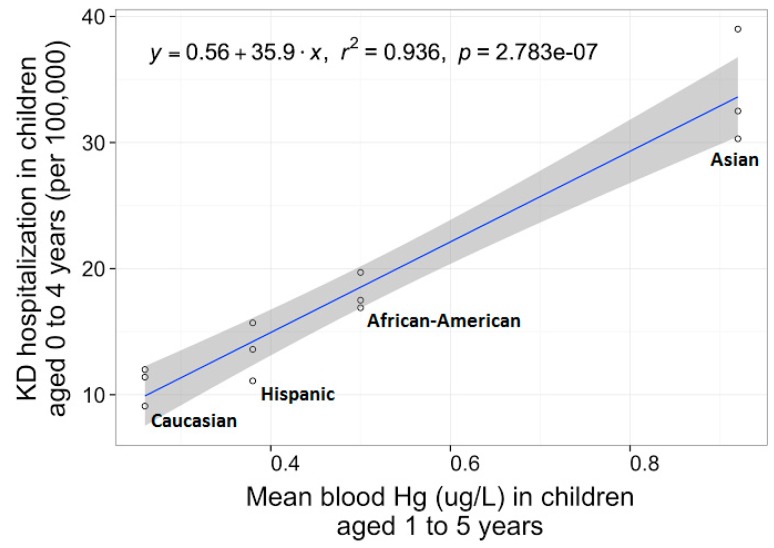 y = 0.56 + 35.9 · x, r² = 0.936, p = 2.783e-07
KD hospitalization in children
aged 0 to 4 years (per 100,000)
40
30
20
10
Asian
African-American
Hispanic
Caucasian
0.4 0.6 0.8
Mean blood Hg (ug/L) in children
aged 1 to 5 years